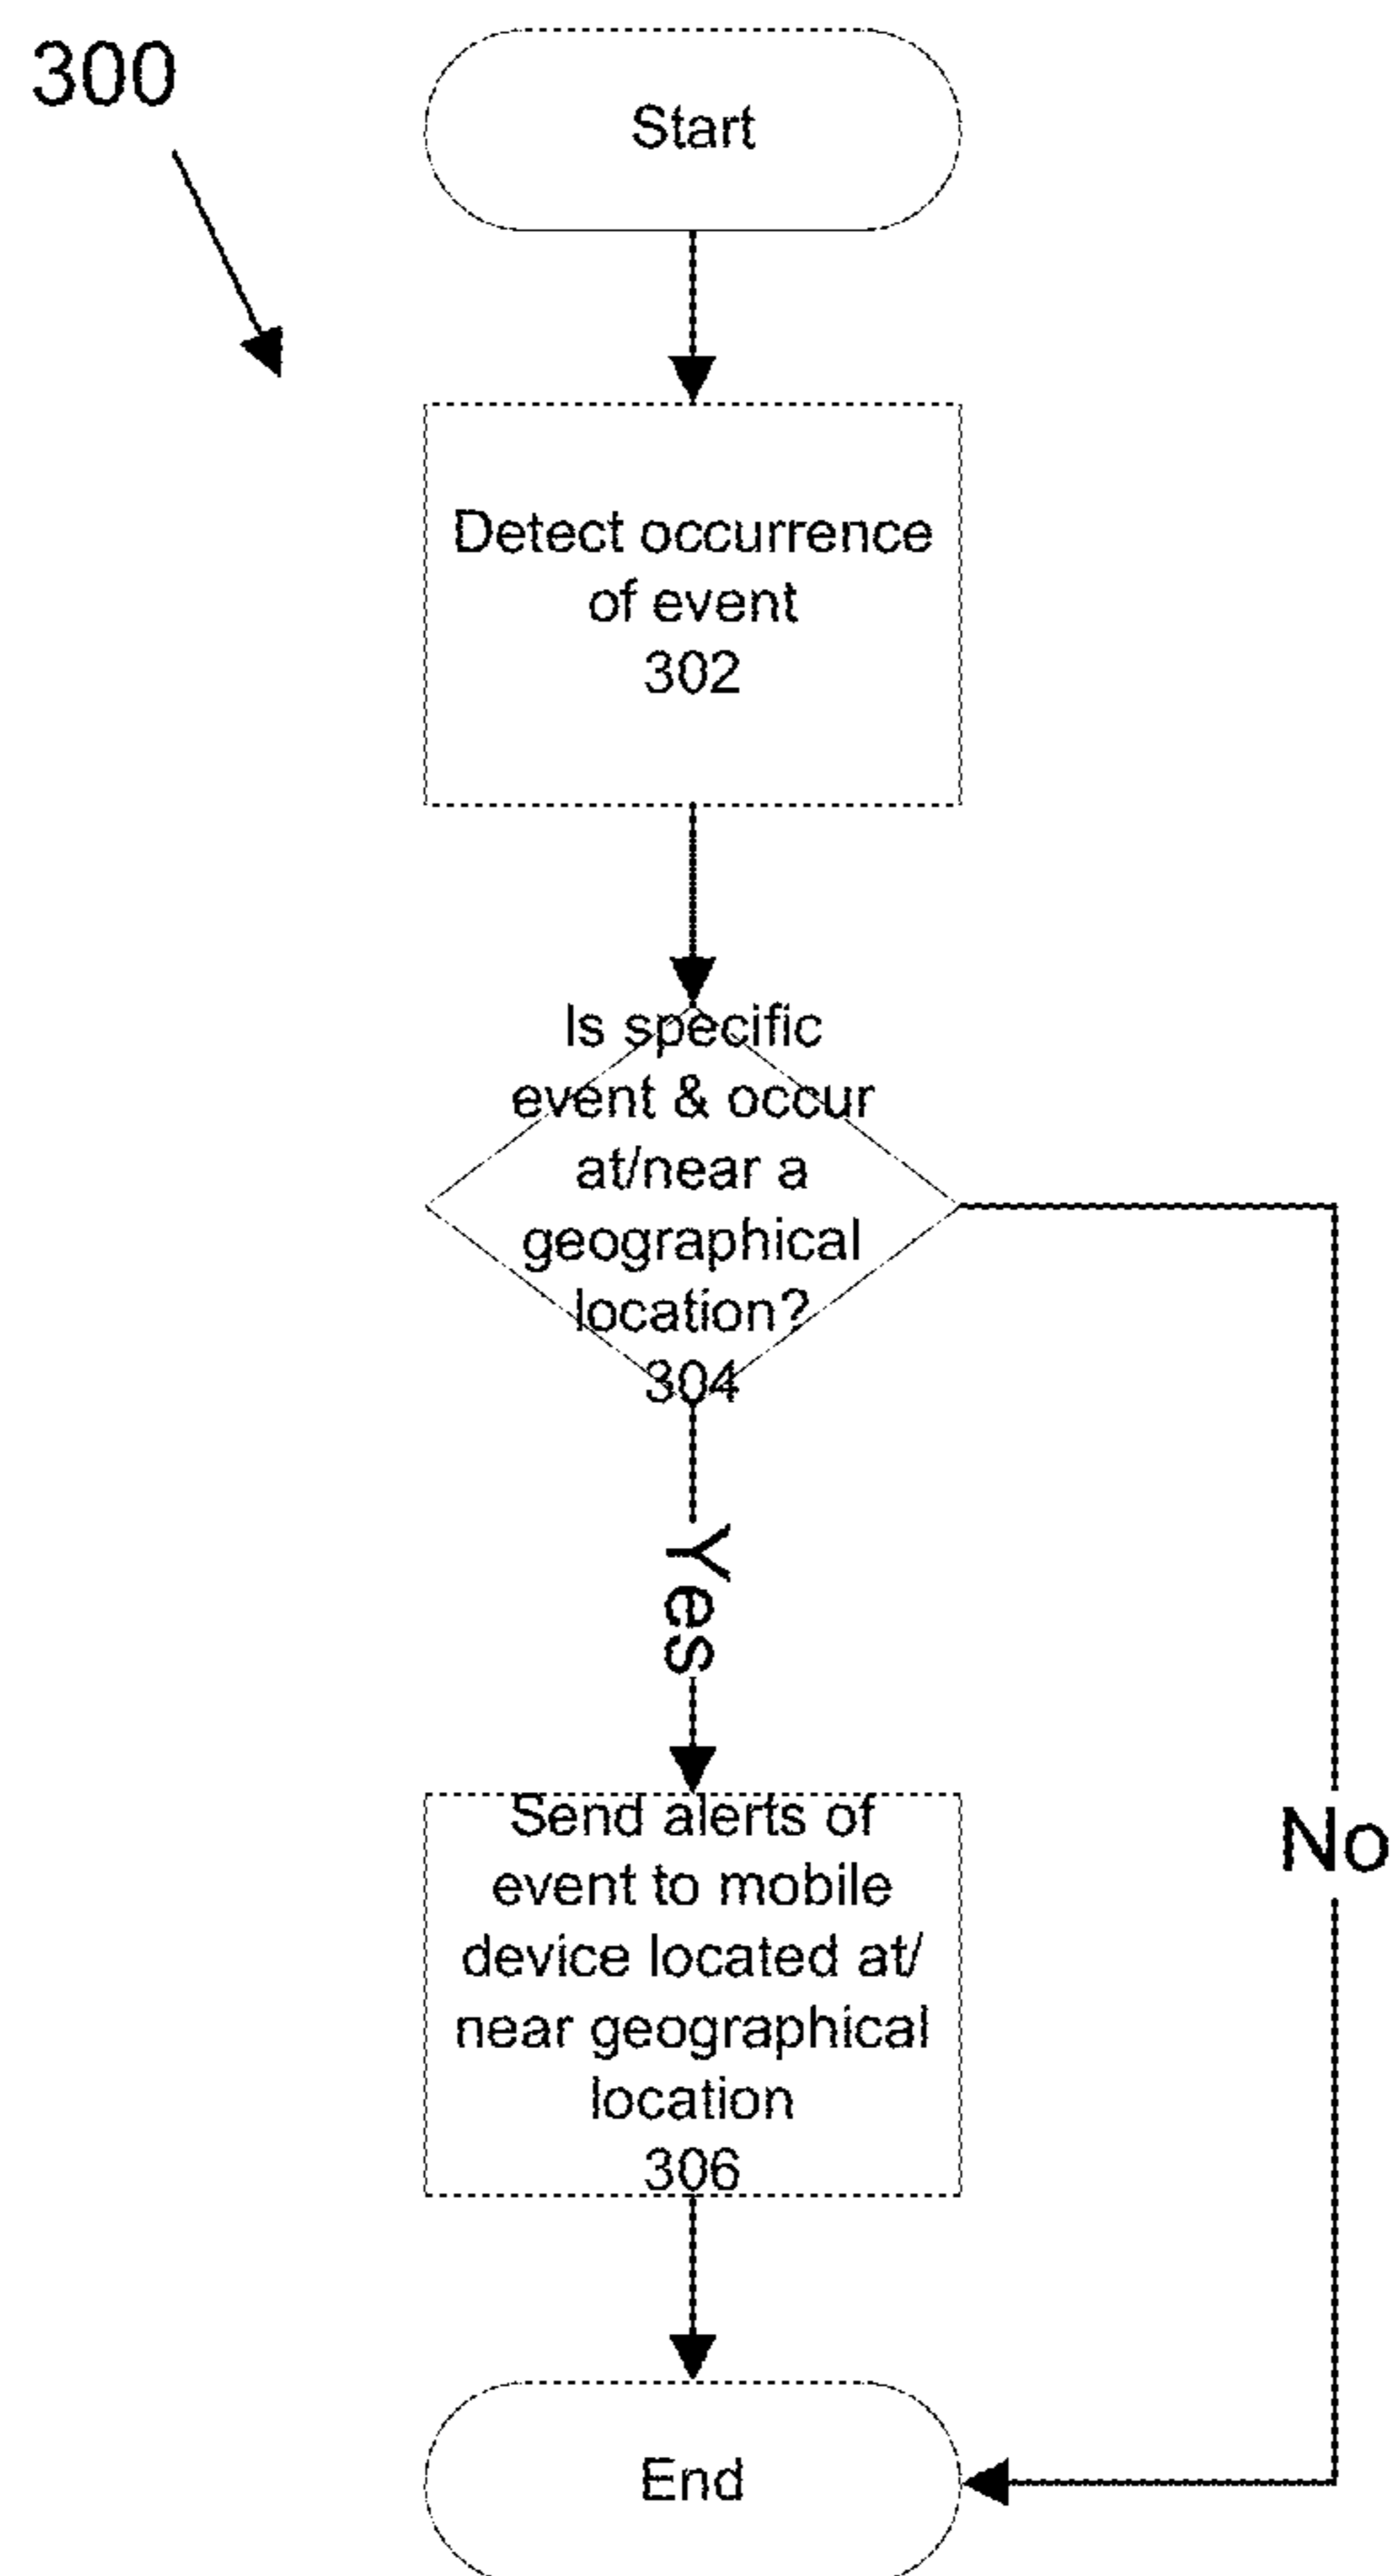 300
Start
Detect occurrence
of event
302
Is specific
event & occur
at/near a
geographical
location?
304
Yes
Send alerts of
event to mobile
device located at/
near geographical
location
306
No
End